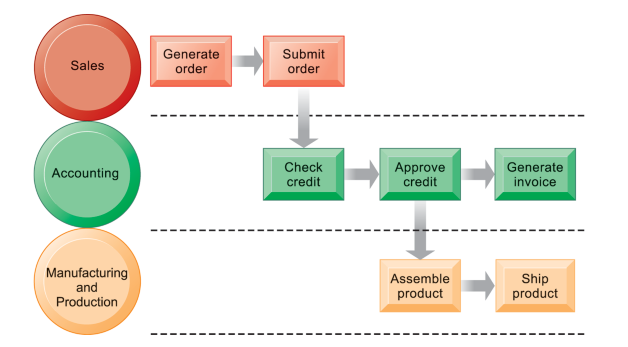 Sales
Generate
order
Submit
order
Accounting
Check
credit
Approve
credit
Generate
invoice
Manufacturing
and
Production
Assemble
product
Ship
product